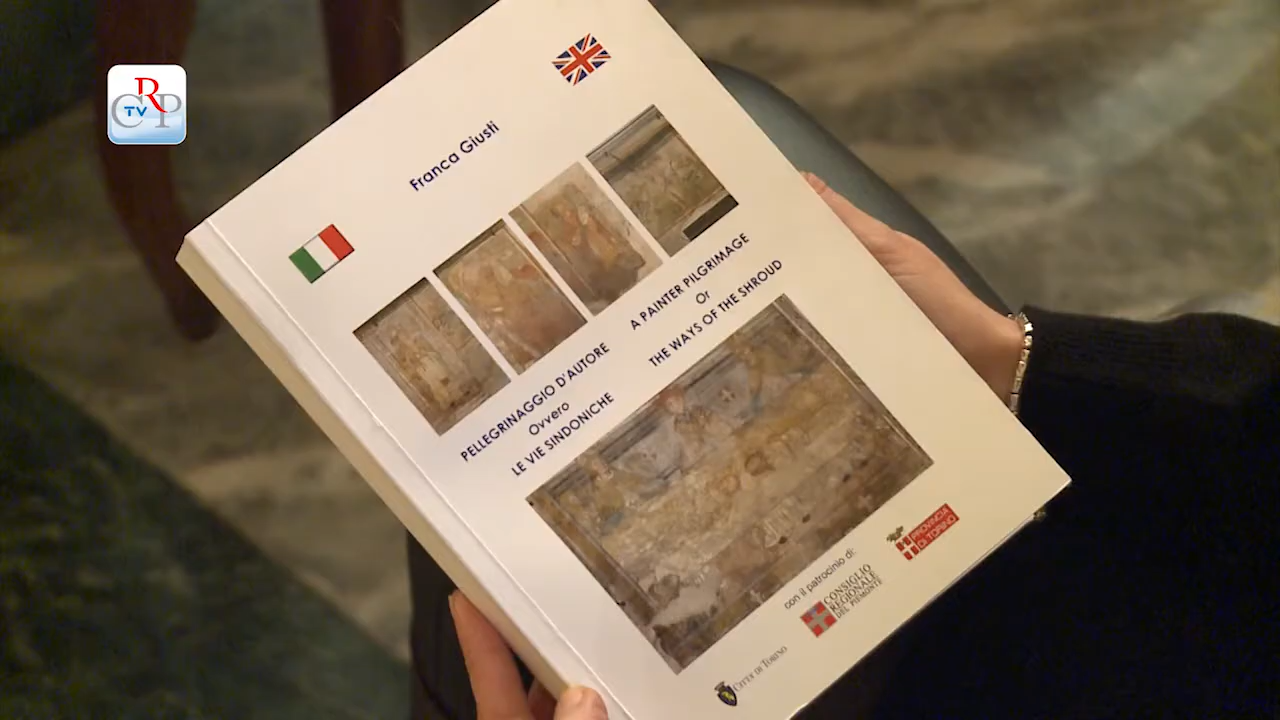 CRP
TV
Franca Giusti
PELLEGRINAGGIO D'AUTORE
Ovvero
LE VIE SINDONICHE
A PAINTER PILGRIMAGE
Or
THE WAYS OF THE SHROUD
con il patrocinio di:
CITTÀ DI TORINO
CONSIGLIO
REGIONALE
DEL PIEMONTE
PROVINCIA
DI TORINO